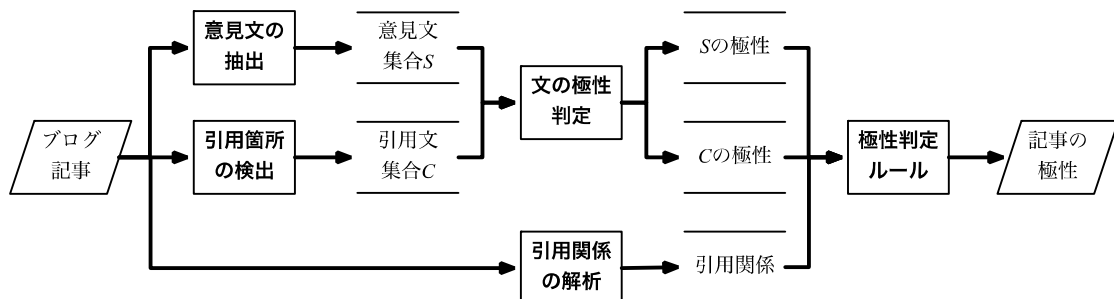 意見文の
抽出
意見文
集合S
Sの極性
文の極性
判定
ブログ
記事
引用箇所
の検出
引用文
集合C
Cの極性
極性判定
ルール
記事の
極性
引用関係
の解析
引用関係